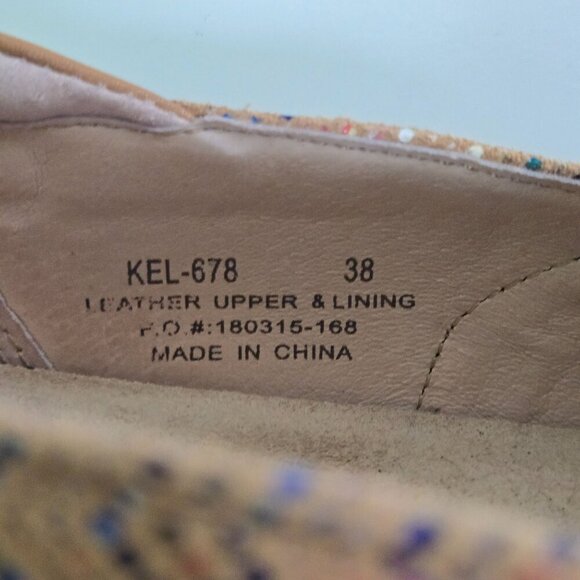 KEL-678 38
LEATHER UPPER & LINING
P.O.#:180315-168
MADE IN CHINA